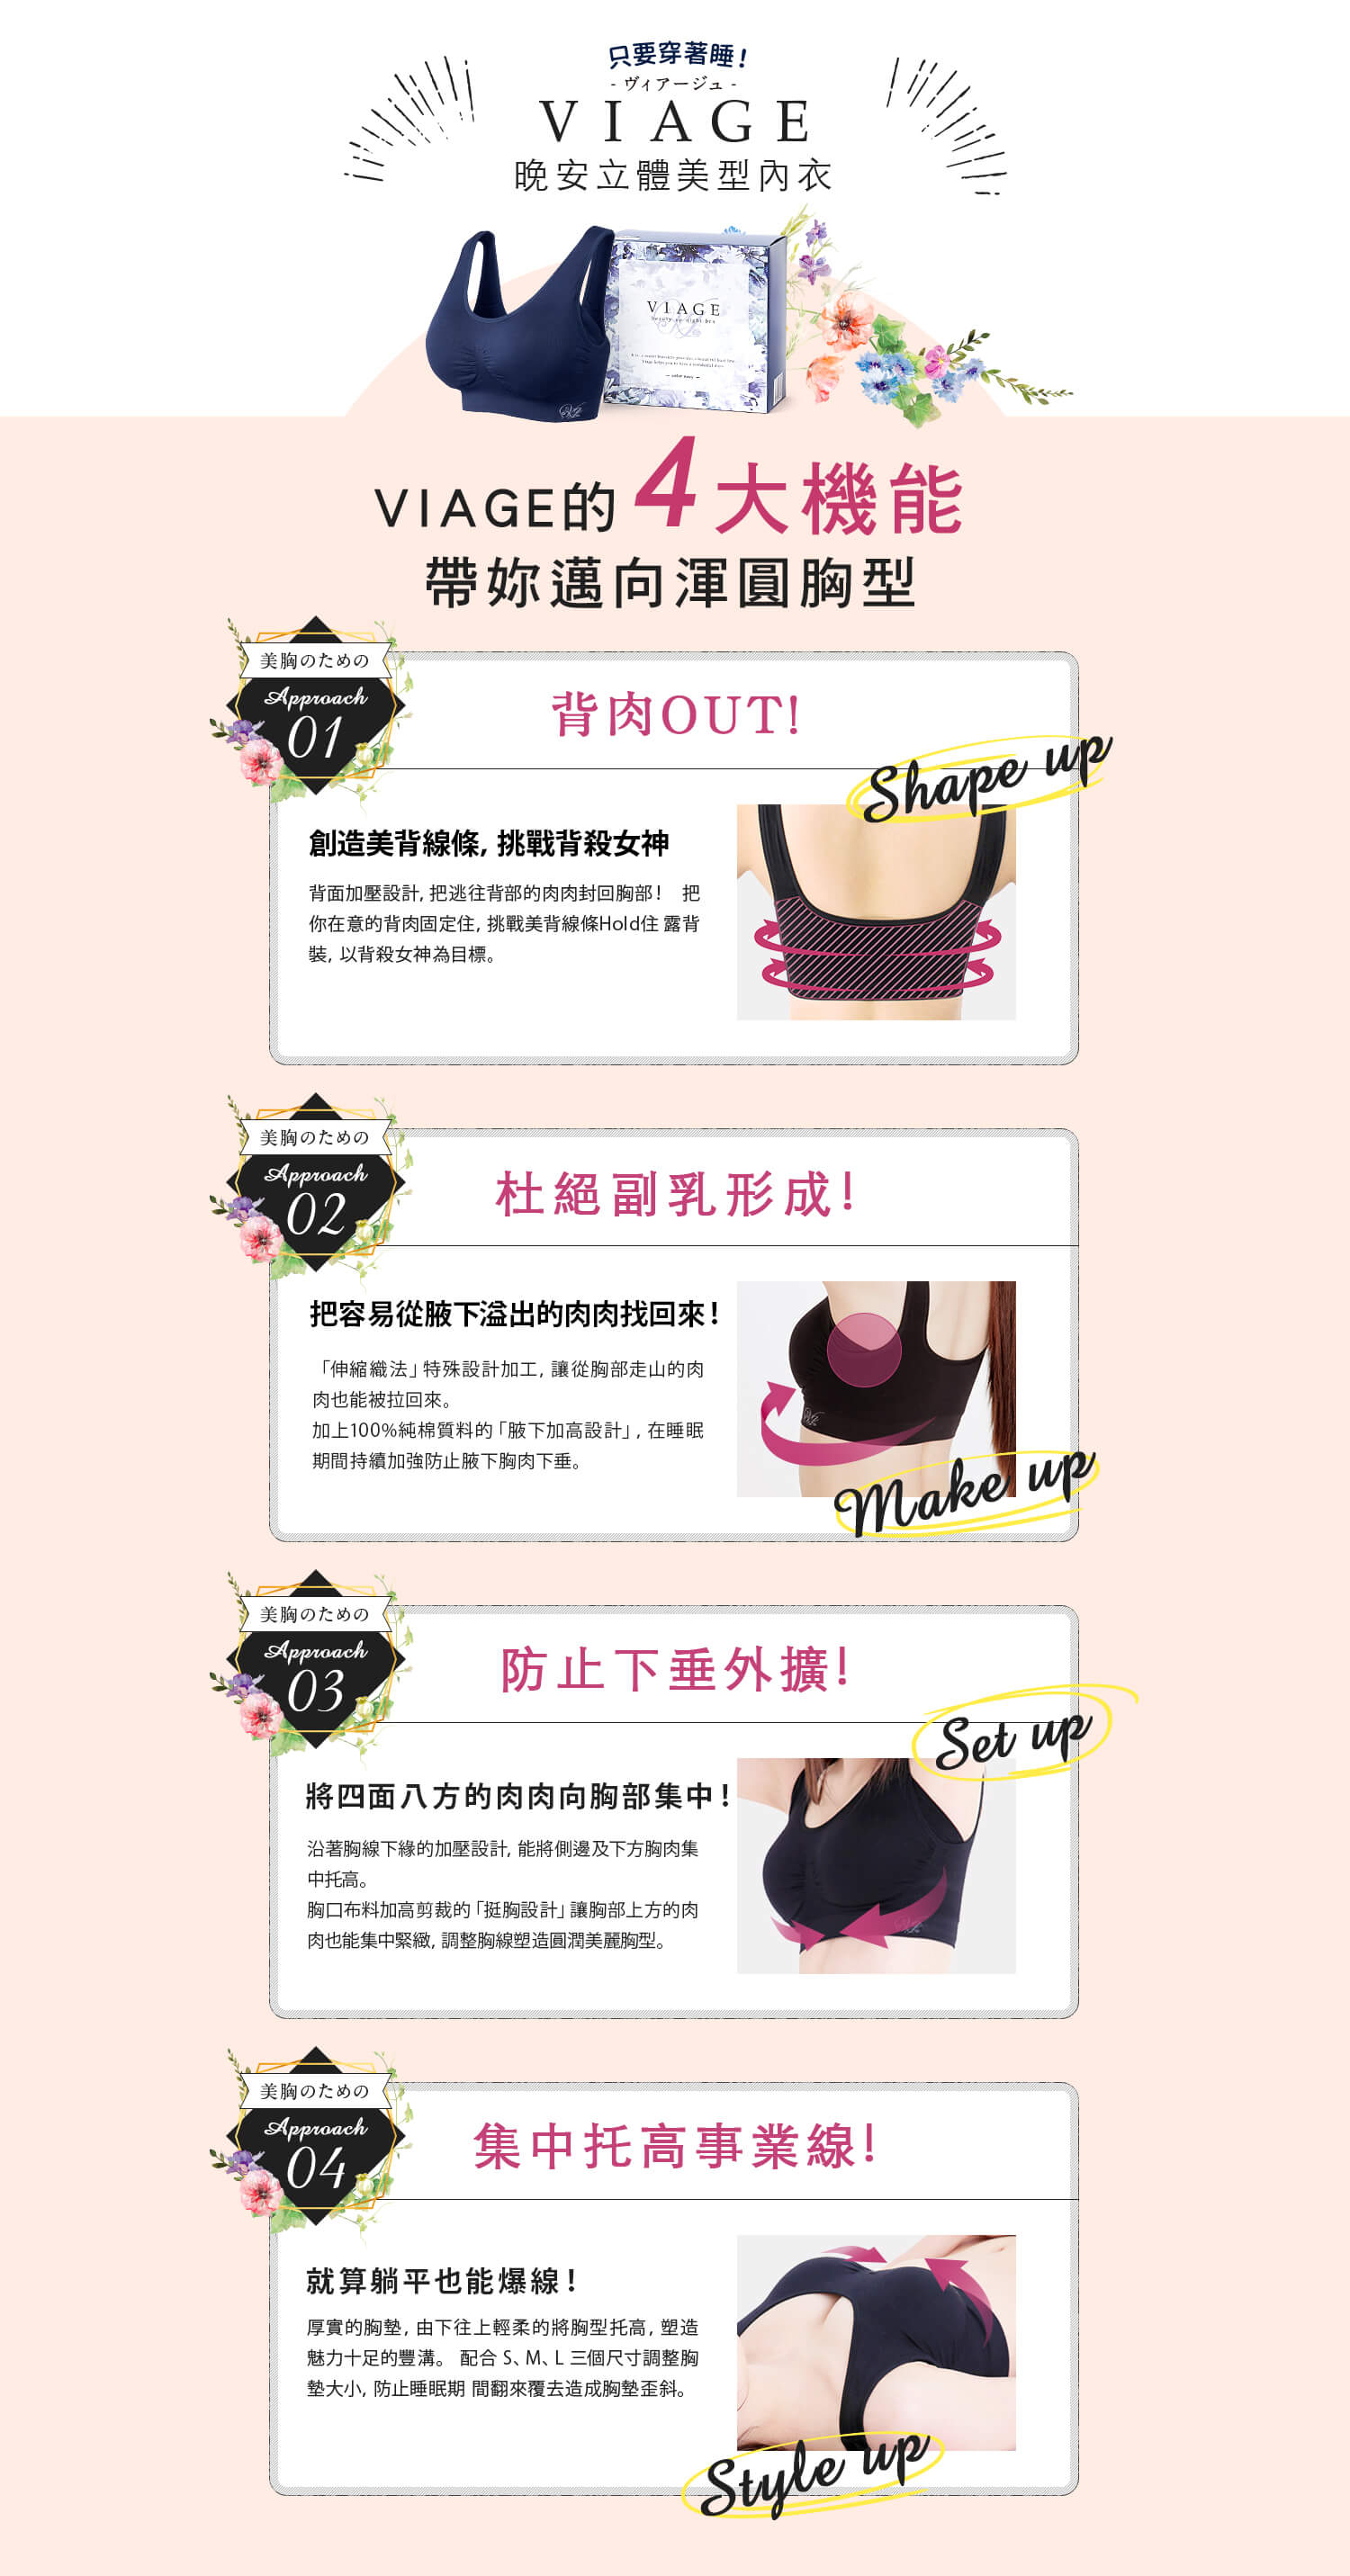 只要穿著睡！
- ヴィアージュ -
VIAGE
晚安立體美型內衣
VIAGE
VIAGE的4大機能
帶妳邁向渾圓胸型
美胸のための
Approach
01
背肉OUT!
Shape up
創造美背線條, 挑戰背殺女神
背面加壓設計, 把逃往背部的肉肉封回胸部！ 把
你在意的背肉固定住, 挑戰美背線條Hold住 露背
裝, 以背殺女神為目標。
美胸のための
Approach
02
杜絕副乳形成！
把容易從腋下溢出的肉肉找回來！
「伸縮織法」特殊設計加工, 讓從胸部走山的肉
肉也能被拉回來。
加上100%純棉質料的「腋下加高設計」, 在睡眠
期間持續加強防止腋下胸肉下垂。
Make up
美胸のための
Approach
03
防止下垂外擴！
Set up
將四面八方的肉肉向胸部集中！
沿著胸線下緣的加壓設計, 能將側邊及下方胸肉集
中托高。
胸口布料加高剪裁的「挺胸設計」讓胸部上方的肉
肉也能集中緊緻, 調整胸線塑造圓潤美麗胸型。
美胸のための
Approach
04
集中托高事業線！
就算躺平也能爆線！
厚實的胸墊, 由下往上輕柔的將胸型托高, 塑造
魅力十足的豐溝。 配合 S、M、L 三個尺寸調整胸
墊大小, 防止睡眠期 間翻來覆去造成胸墊歪斜。
Style up